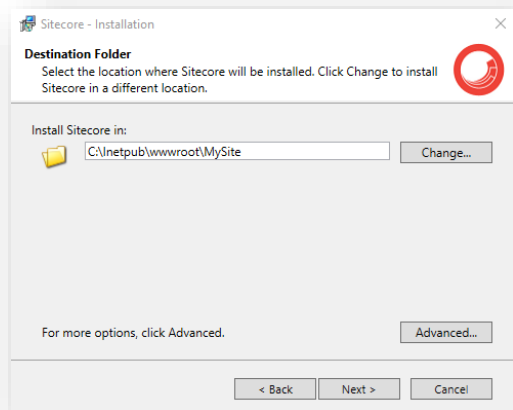 Sitecore - Installation
Destination Folder
Select the location where Sitecore will be installed. Click Change to install
Sitecore in a different location.
Install Sitecore in:
C:\Inetpub\wwwroot\MySite
Change...
For more options, click Advanced.
Advanced...
< Back
Next >
Cancel